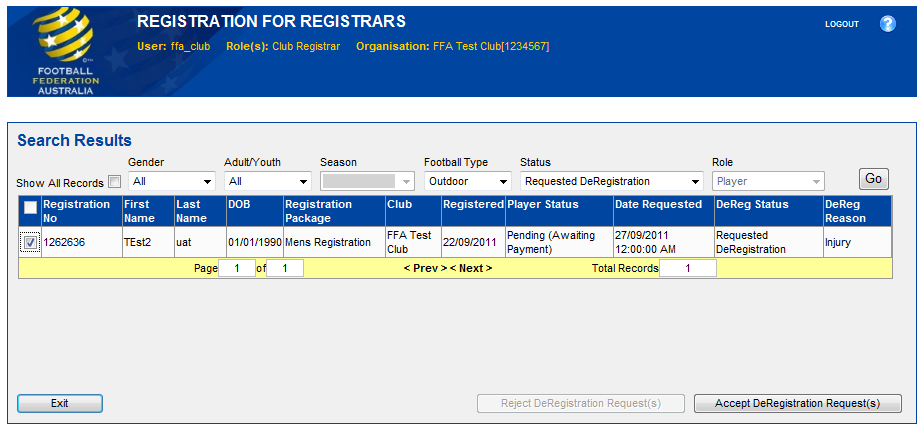 REGISTRATION FOR REGISTRARS
LOGOUT
?
User: ffa_club Role(s): Club Registrar Organisation: FFA Test Club[1234567]
FOOTBALL
FEDERATION
AUSTRALIA
Search Results
Gender Adult/Youth Season Football Type Status Role
Show All Records All All Outdoor Requested DeRegistration Player Go
Registration No First Name Last Name DOB Registration Package Club Registered Player Status Date Requested DeReg Status DeReg Reason
1262636 TEst2 uat 01/01/1990 Mens Registration FFA Test Club 22/09/2011 Pending (Awaiting Payment) 27/09/2011 12:00:00 AM Requested DeRegistration Injury
Page 1 of 1 < Prev > < Next > Total Records 1
Exit Reject DeRegistration Request(s) Accept DeRegistration Request(s)